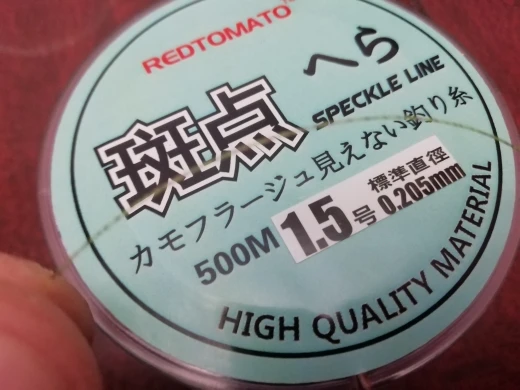 REDTOMATO
へら
斑点
SPECKLE LINE
カモフラージュ見えない釣り糸
500M 1.5号 標準直徑 0.205mm
HIGH QUALITY MATERIAL